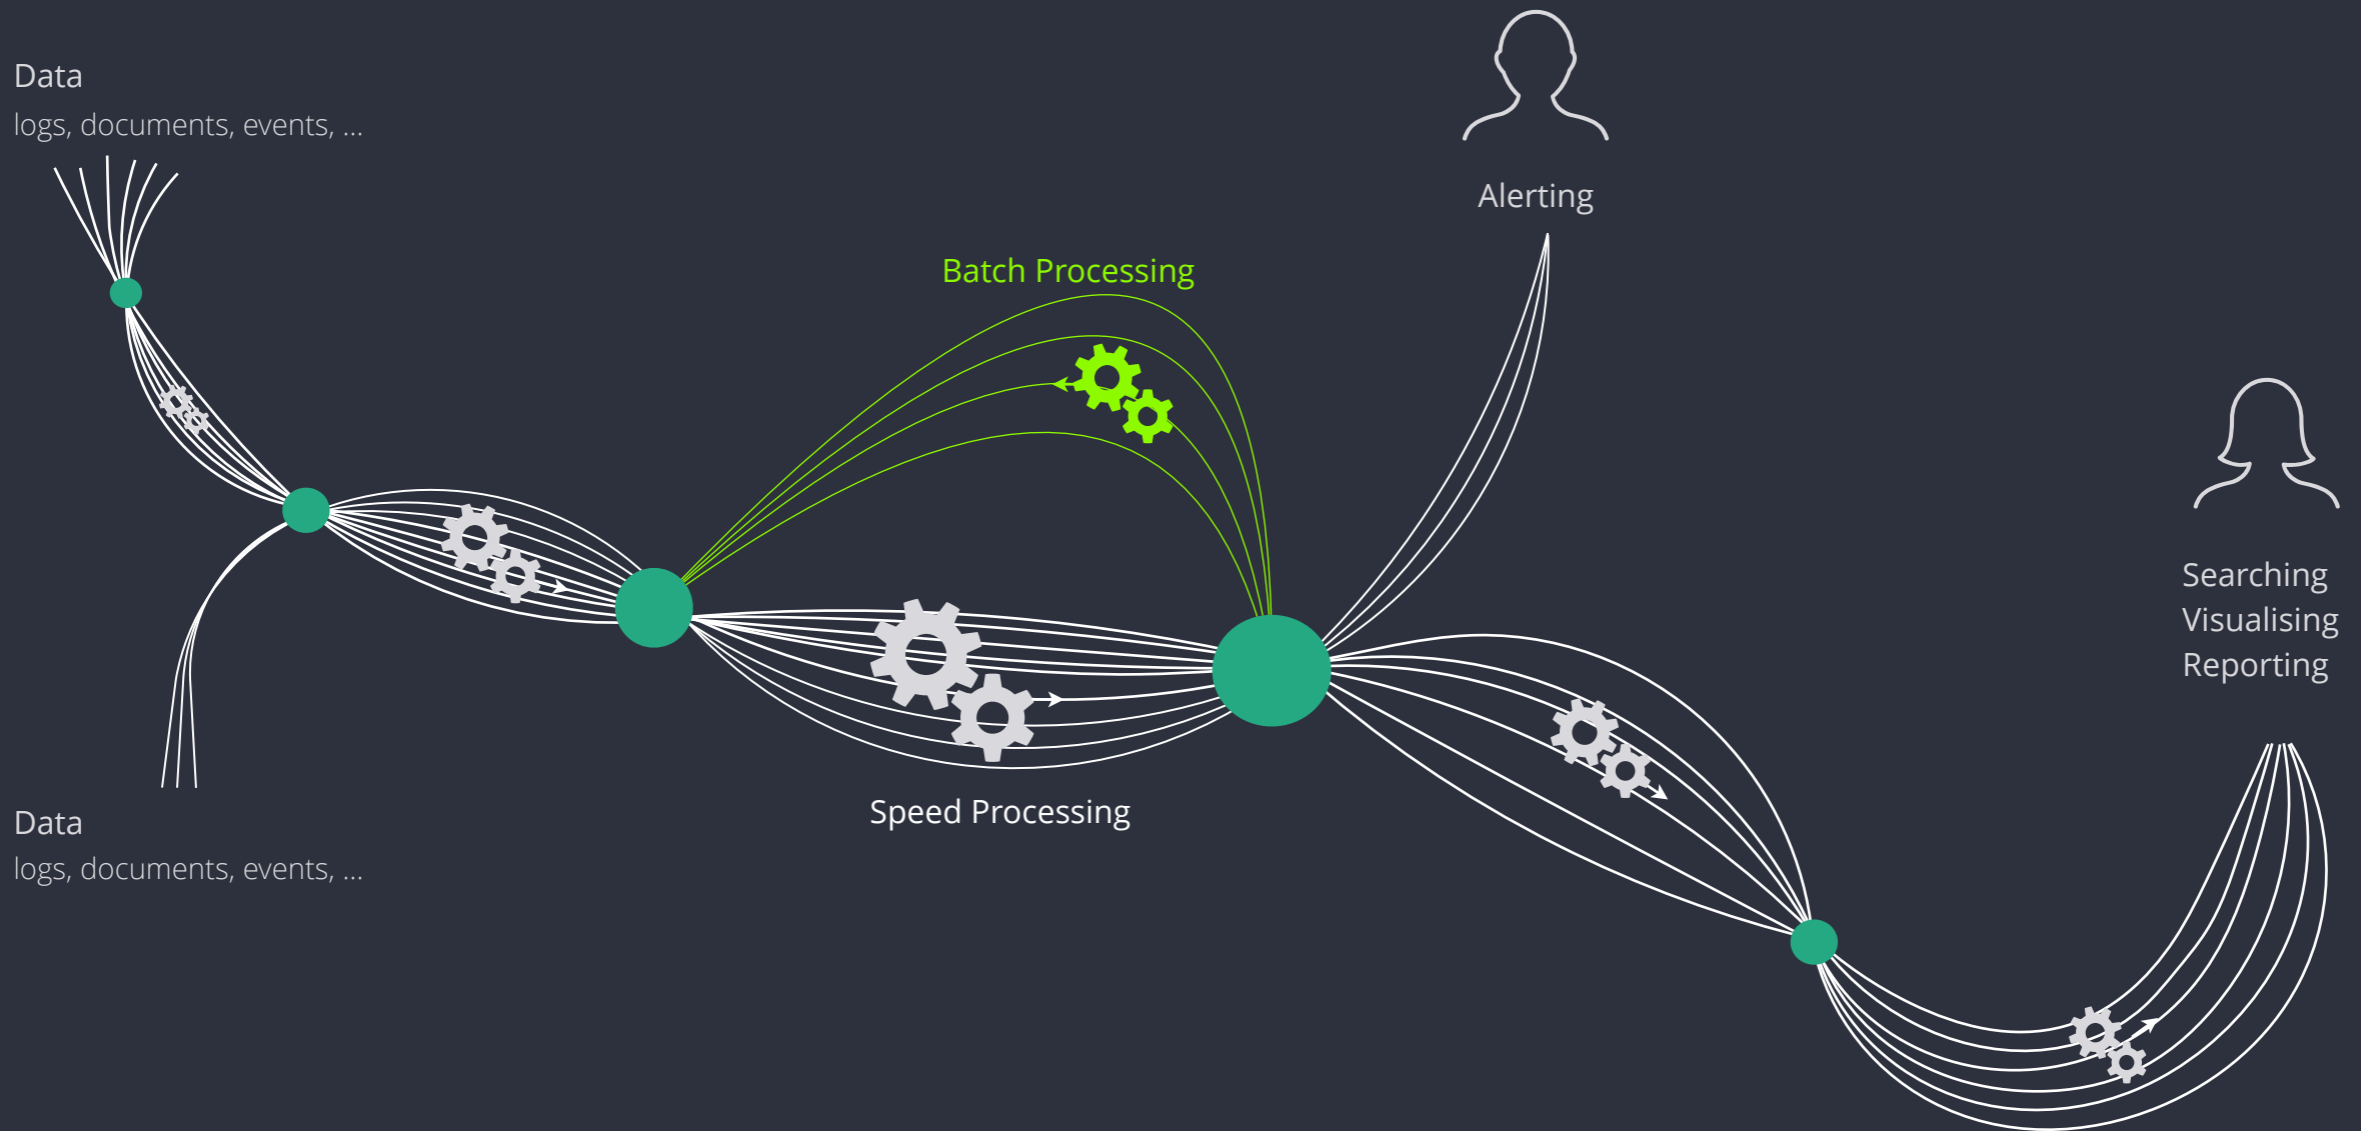 Data
logs, documents, events, ...
Batch Processing
Alerting
Searching
Visualising
Reporting
Speed Processing
Data
logs, documents, events, ...